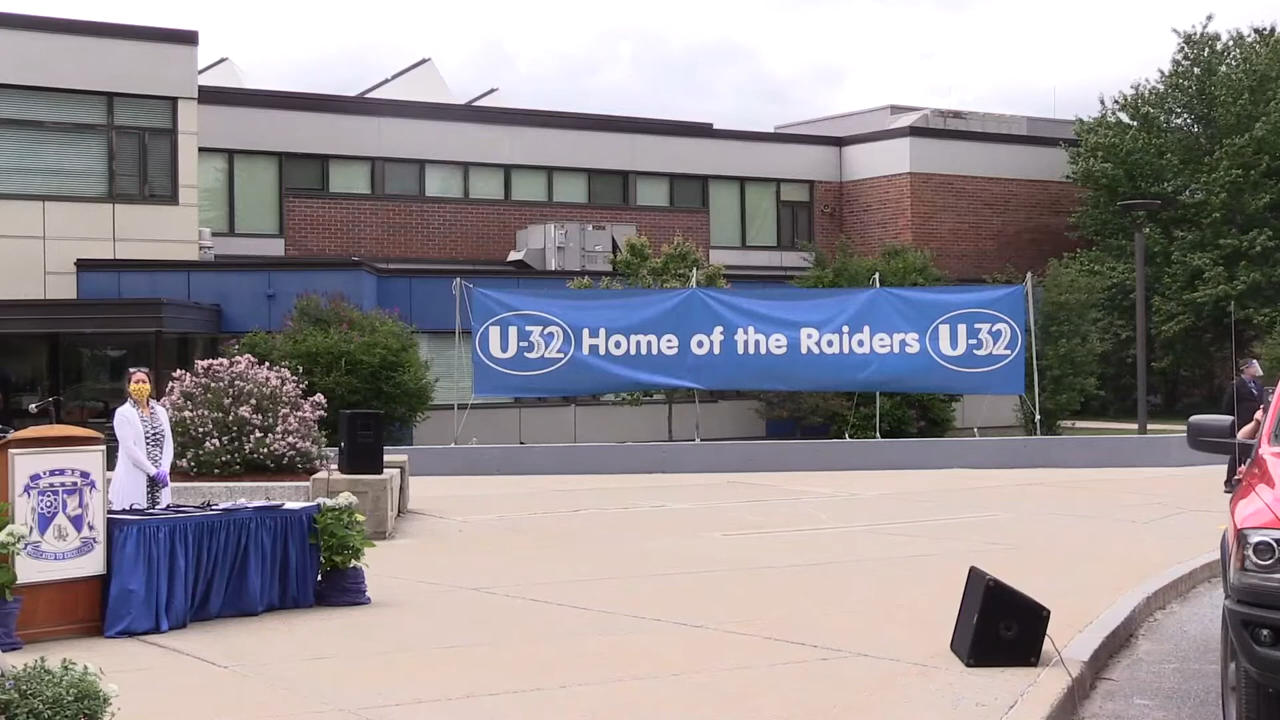 U-32 Home of the Raiders U-32
U-32
DEDICATED TO EXCELLENCE